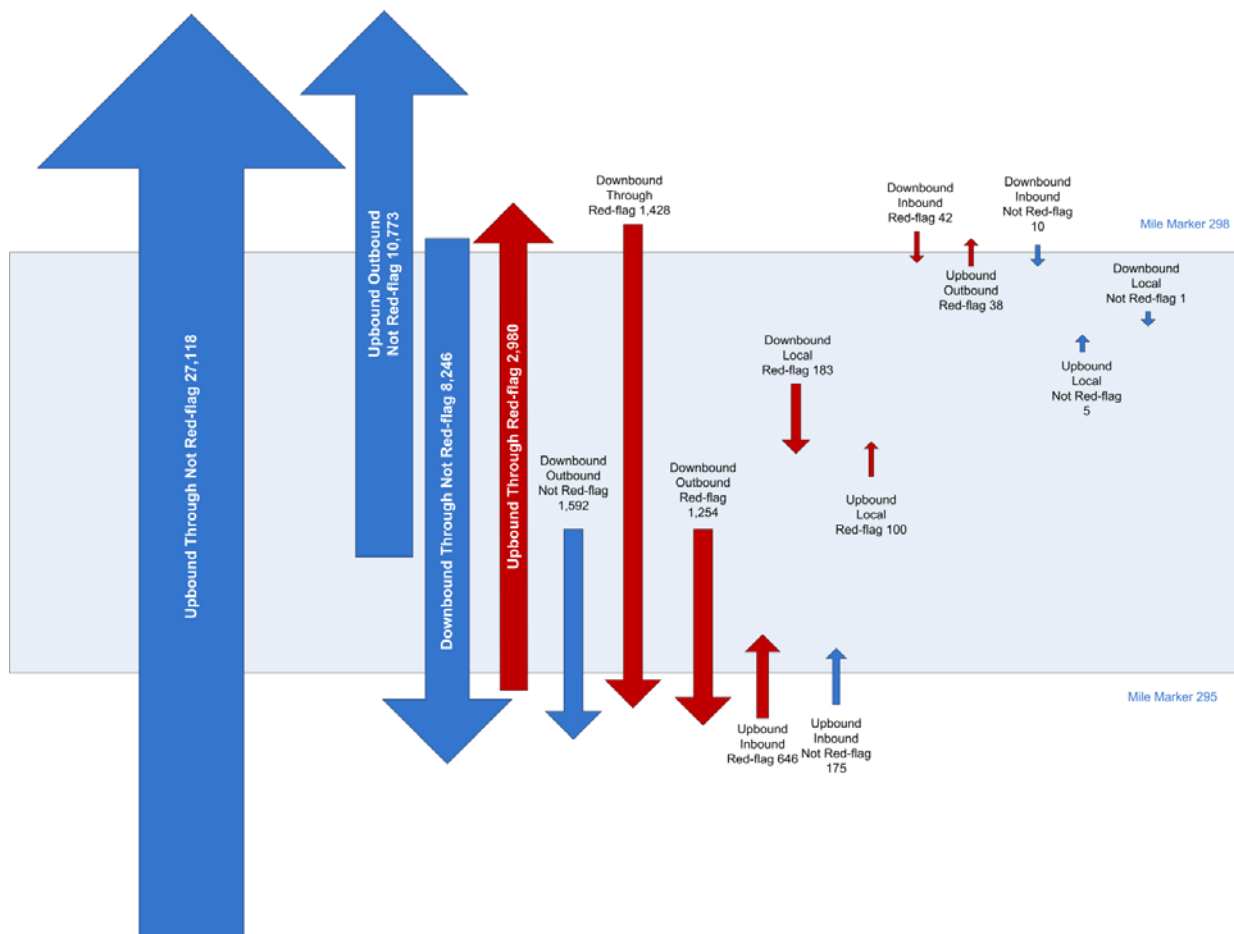 Upbound Through Not Red-flag 27,118
Upbound Outbound
Not Red-flag 10,773
Downbound Through Not Red-flag 8,246
Upbound Through Red-flag 2,980
Downbound
Outbound
Not Red-flag
1,592
Downbound
Through
Red-flag 1,428
Downbound
Outbound
Red-flag
1,254
Upbound
Inbound
Red-flag 646
Downbound
Local
Red-flag 183
Upbound
Inbound
Not Red-flag
175
Upbound
Local
Red-flag 100
Downbound
Inbound
Red-flag 42
Upbound
Outbound
Red-flag 38
Downbound
Inbound
Not Red-flag
10
Upbound
Local
Not Red-flag
5
Downbound
Local
Not Red-flag 1
Mile Marker 298
Mile Marker 295